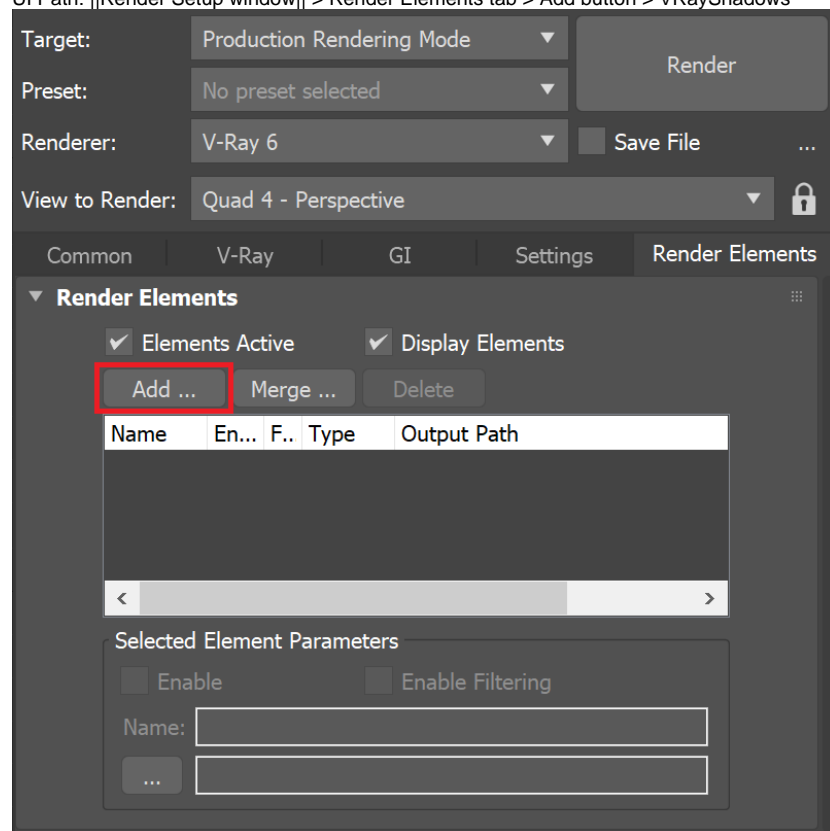 UI Path: ||Render Setup window|| > Render Elements tab > Add button > VRayShadows
Target: Production Rendering Mode
Render
Preset: No preset selected
Renderer: V-Ray 6 Save File ...
View to Render: Quad 4 - Perspective
Common V-Ray GI Settings Render Elements
Render Elements
Elements Active Display Elements
Add ... Merge ... Delete
Name En... F.. Type Output Path
Selected Element Parameters
Enable Enable Filtering
Name:
...